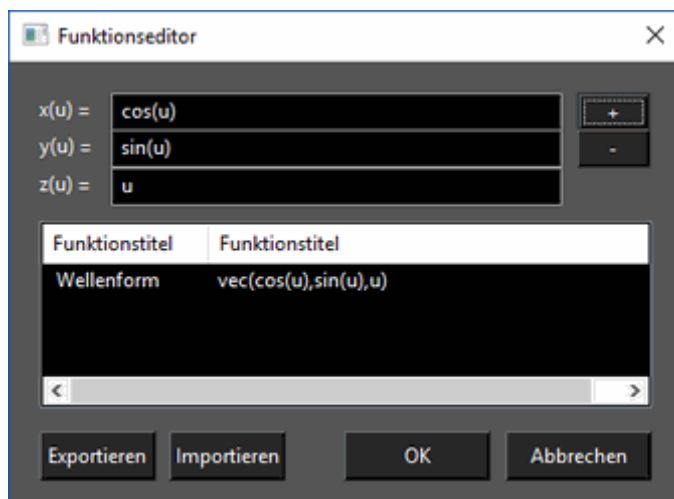 Funktionseditor
x(u) = cos(u) +
y(u) = sin(u) -
z(u) = u
Funktionstitel Funktionstitel
Wellenform vec(cos(u),sin(u),u)
Exportieren Importieren OK Abbrechen